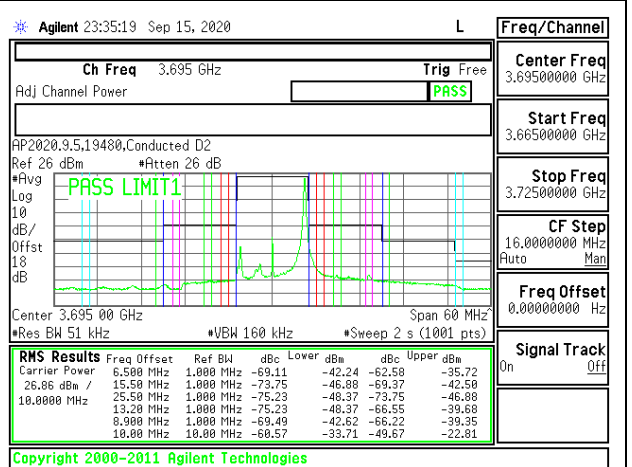 Agilent 23:35:19 Sep 15, 2020 L
Freq/Channel
Ch Freq 3.695 GHz Trig Free
Adj Channel Power PASS
Center Freq
3.69500000 GHz
Start Freq
3.66500000 GHz
Stop Freq
3.72500000 GHz
CF Step
16.0000000 MHz
Auto Man
Freq Offset
0.00000000 Hz
Signal Track
On Off
AP2020.9.5,19480,Conducted D2
Ref 26 dBm #Atten 26 dB
#Avg
Log
10
dB/
Offst
18
dB
PASS LIMIT1
Center 3.695 00 GHz Span 60 MHz
#Res BW 51 kHz #VBW 160 kHz #Sweep 2 s (1001 pts)
RMS Results Freq Offset Ref BW dBc Lower dBm dBc Upper dBm
Carrier Power 6.500 MHz 1.000 MHz -69.11 -42.24 -62.58 -35.72
26.86 dBm / 15.50 MHz 1.000 MHz -73.75 -46.88 -69.37 -42.50
10.0000 MHz 25.50 MHz 1.000 MHz -75.23 -48.37 -73.75 -46.88
13.20 MHz 1.000 MHz -75.23 -48.37 -66.55 -39.68
8.900 MHz 1.000 MHz -69.49 -42.62 -66.22 -39.35
10.00 MHz 10.00 MHz -60.57 -33.71 -49.67 -22.81
Copyright 2000-2011 Agilent Technologies